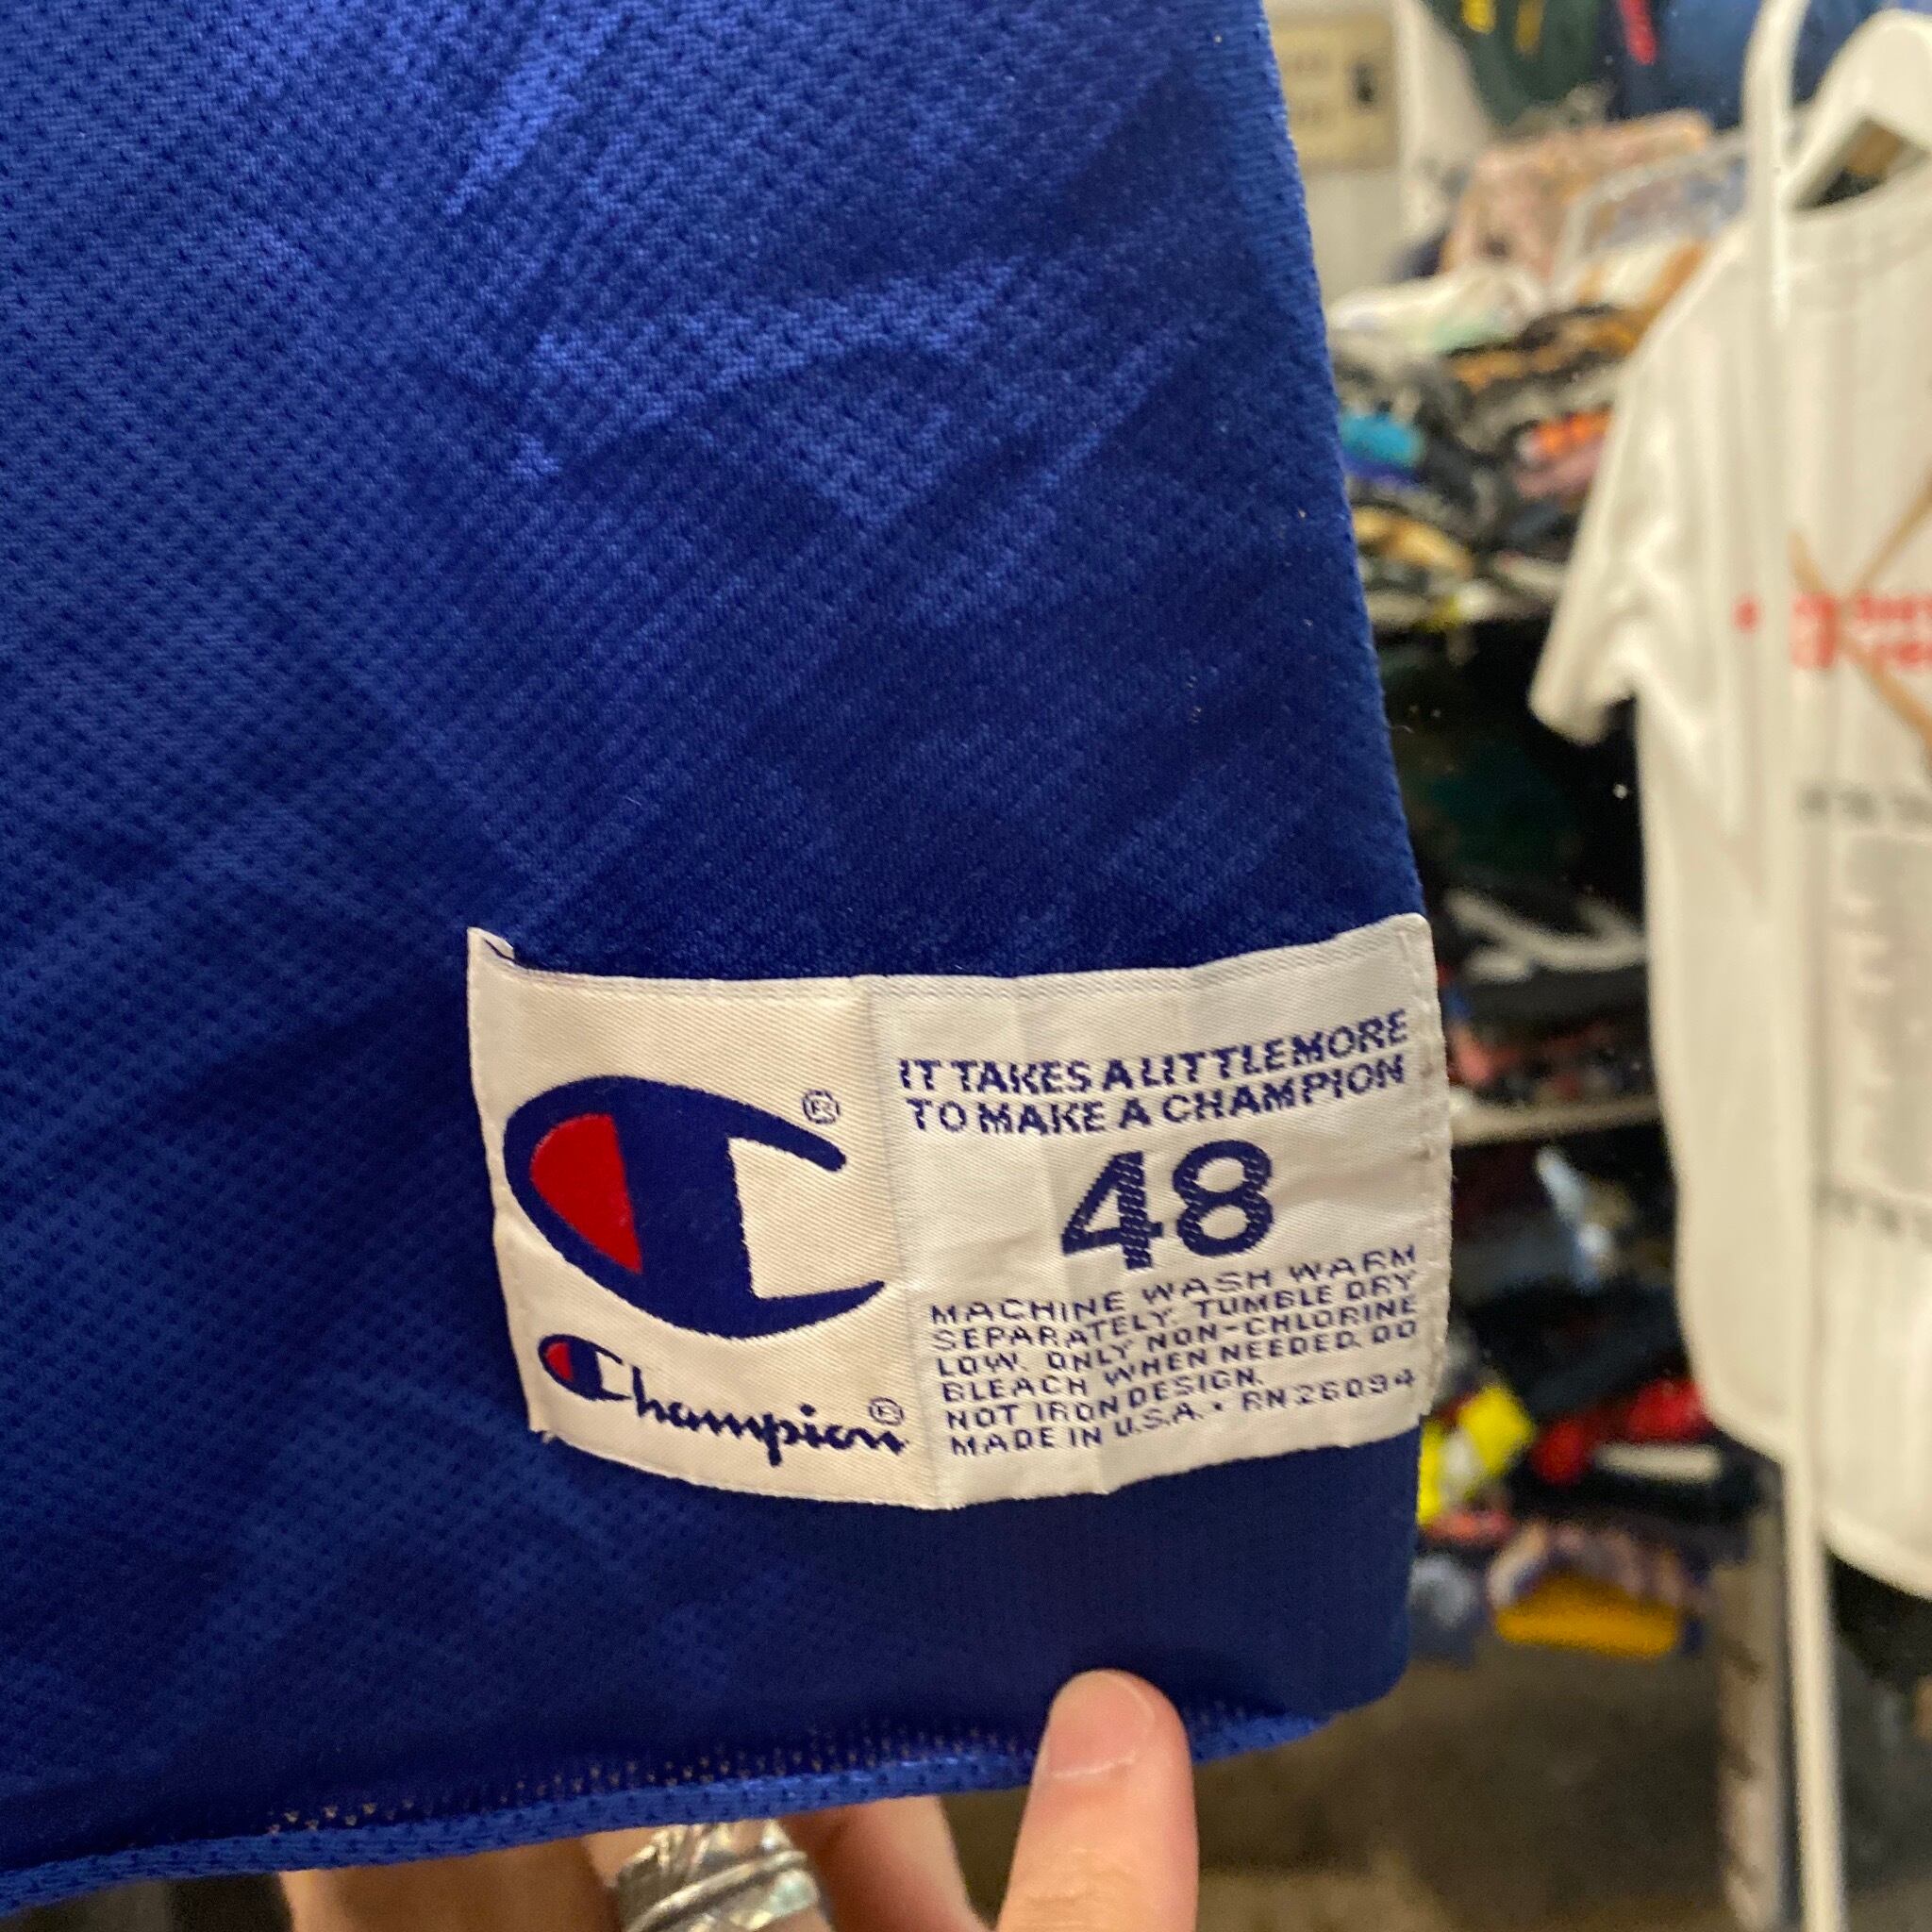 IT TAKES A LITTLE MORE
TO MAKE A CHAMPION
48
MACHINE WASH WARM
SEPARATELY. TUMBLE DRY
LOW. ONLY NON-CHLORINE
BLEACH WHEN NEEDED. DO
NOT IRON DESIGN.
MADE IN U.S.A. • RN 26094
®
Champion®